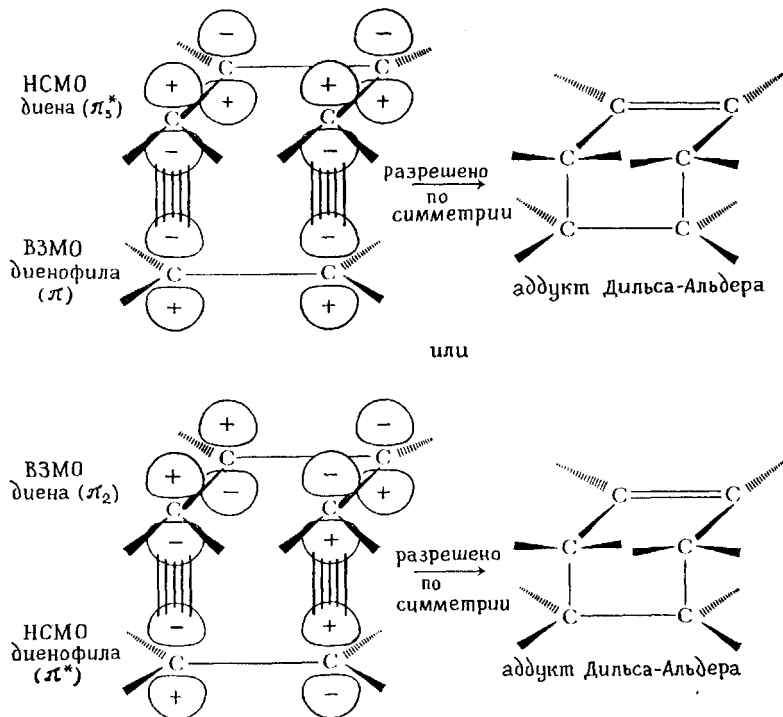 − −
НСМО
диена (π₃*)
+ C + + C +
C C
− −
− −
ВЗМО
диенофила
(π)
C C
+ +
разрешено
по
симметрии
C C
C C
C C
аддукт Дильса-Альдера
или
+ −
ВЗМО
диена (π₂)
+ C − − C +
C C
− +
− +
НСМО
диенофила
(π*)
C C
+ −
разрешено
по
симметрии
C C
C C
C C
аддукт Дильса-Альдера